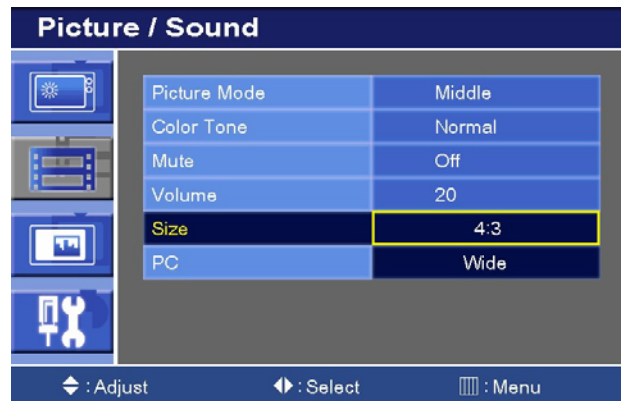 Picture / Sound
Picture Mode Middle
Color Tone Normal
Mute Off
Volume 20
Size 4:3
PC Wide
: Adjust : Select : Menu